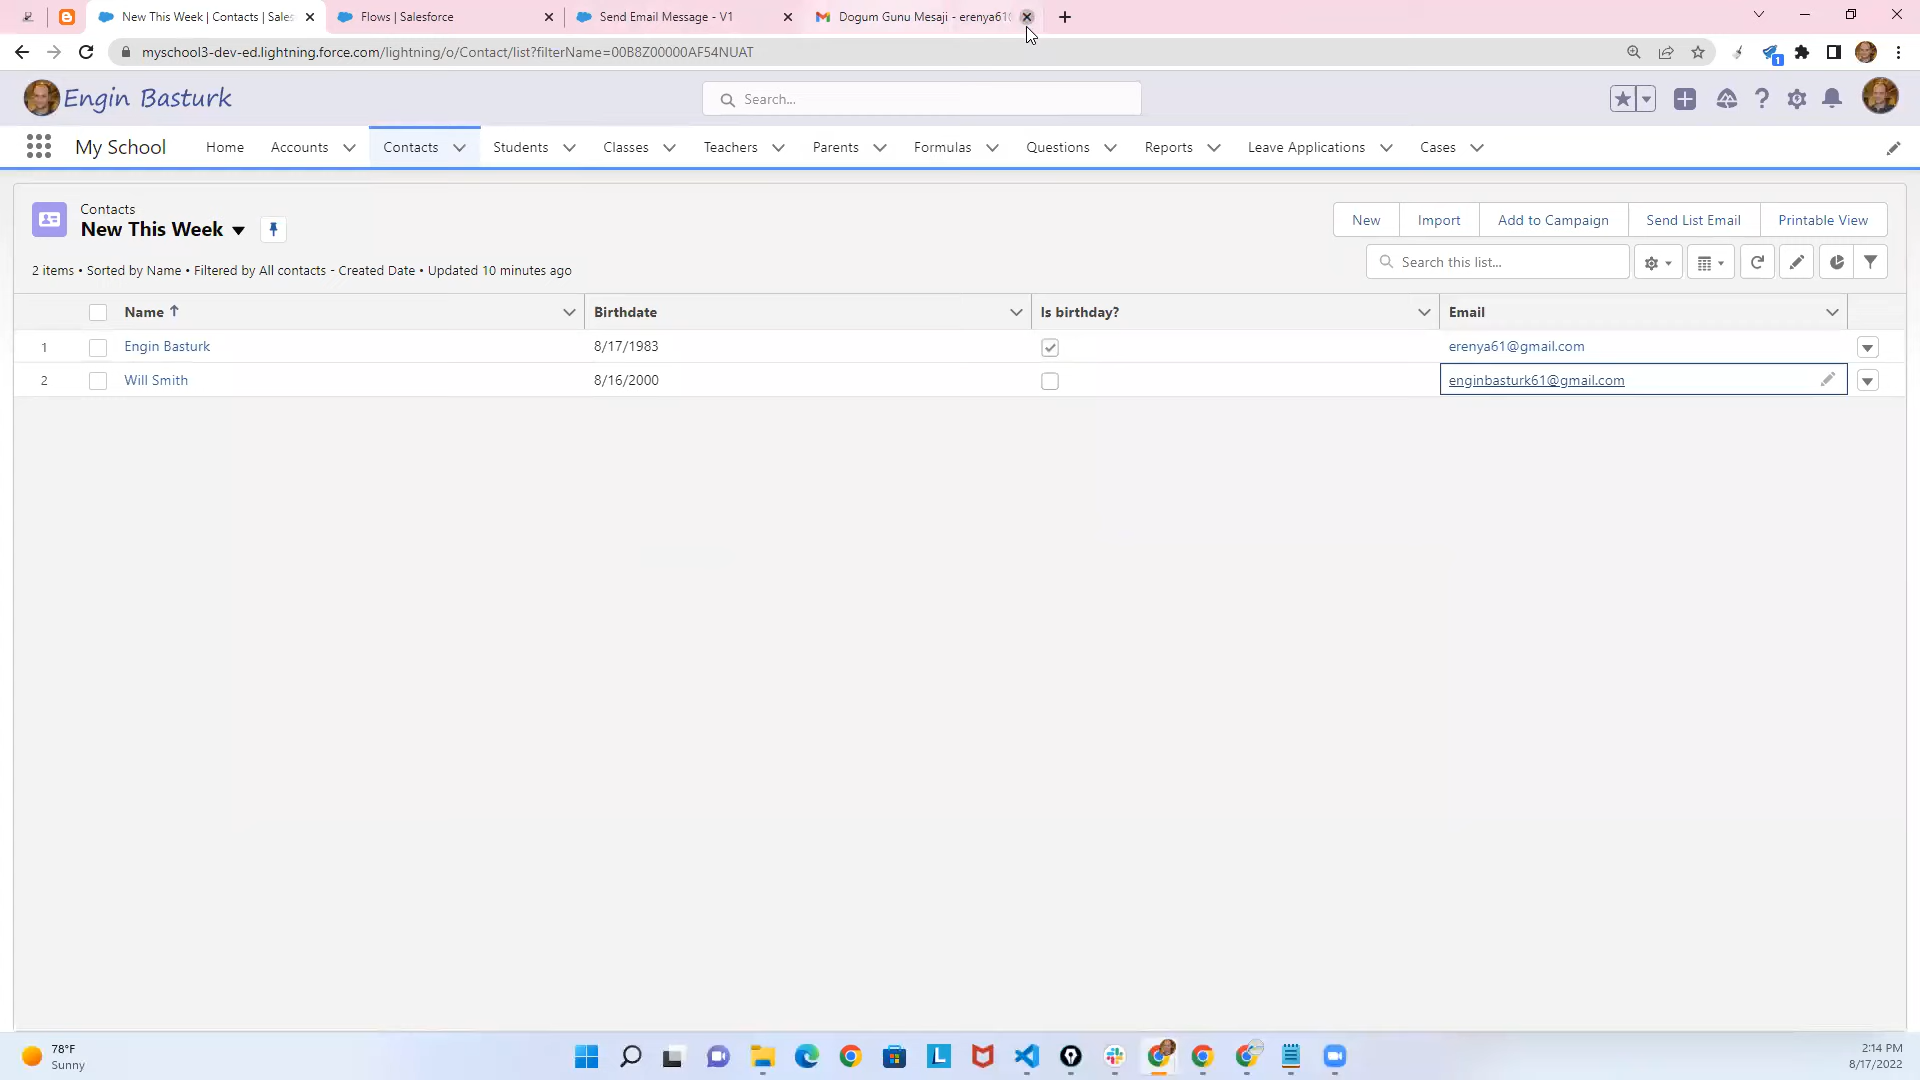 New This Week | Contacts | Sales
Flows | Salesforce
Send Email Message - V1
Dogum Gunu Mesaji - erenya61@
myschool3-dev-ed.lightning.force.com/lightning/o/Contact/list?filterName=00B8Z00000AF54NUAT
1
Engin Basturk
Search...
My School
Home
Accounts
Contacts
Students
Classes
Teachers
Parents
Formulas
Questions
Reports
Leave Applications
Cases
Contacts
New This Week
New
Import
Add to Campaign
Send List Email
Printable View
2 items • Sorted by Name • Filtered by All contacts - Created Date • Updated 10 minutes ago
Search this list...
Name
Birthdate
Is birthday?
Email
1 Engin Basturk 8/17/1983 erenya61@gmail.com
2 Will Smith 8/16/2000 enginbasturk61@gmail.com
78°F
Sunny
2:14 PM
8/17/2022